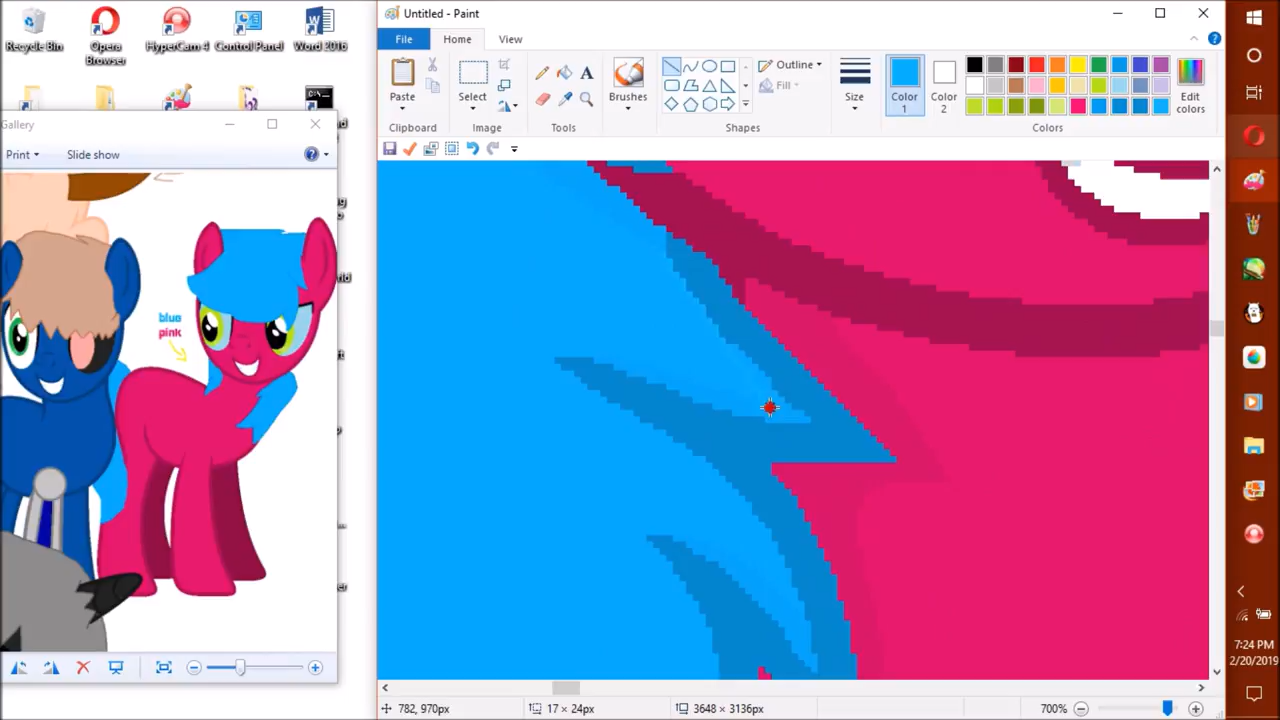 Recycle Bin
Opera Browser
HyperCam 4
Control Panel
Word 2016
Gallery
Print
Slide show
blue
pink
Untitled - Paint
File
Home
View
Paste
Select
Brushes
Outline
Fill
Size
Color 1
Color 2
Edit colors
Clipboard
Image
Tools
Shapes
Colors
782, 970px
17 × 24px
3648 × 3136px
700%
7:24 PM
2/20/2019